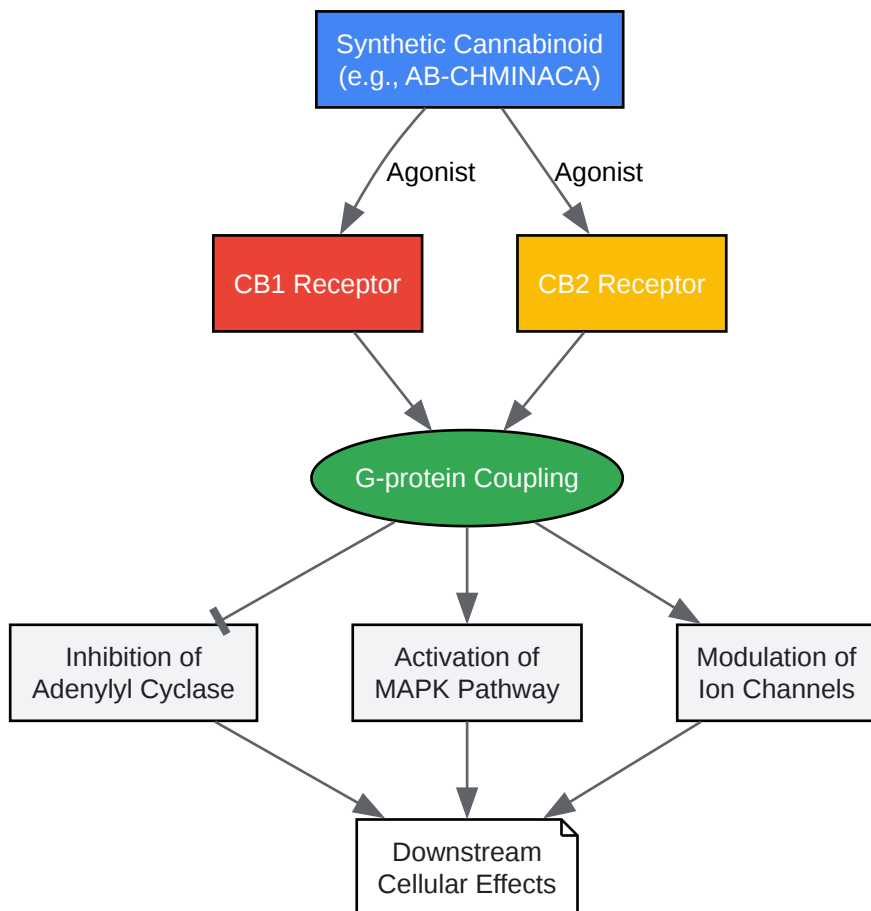 Synthetic Cannabinoid
(e.g., AB-CHMINACA)
Agonist
Agonist
CB1 Receptor
CB2 Receptor
G-protein Coupling
Inhibition of
Adenylyl Cyclase
Activation of
MAPK Pathway
Modulation of
Ion Channels
Downstream
Cellular Effects